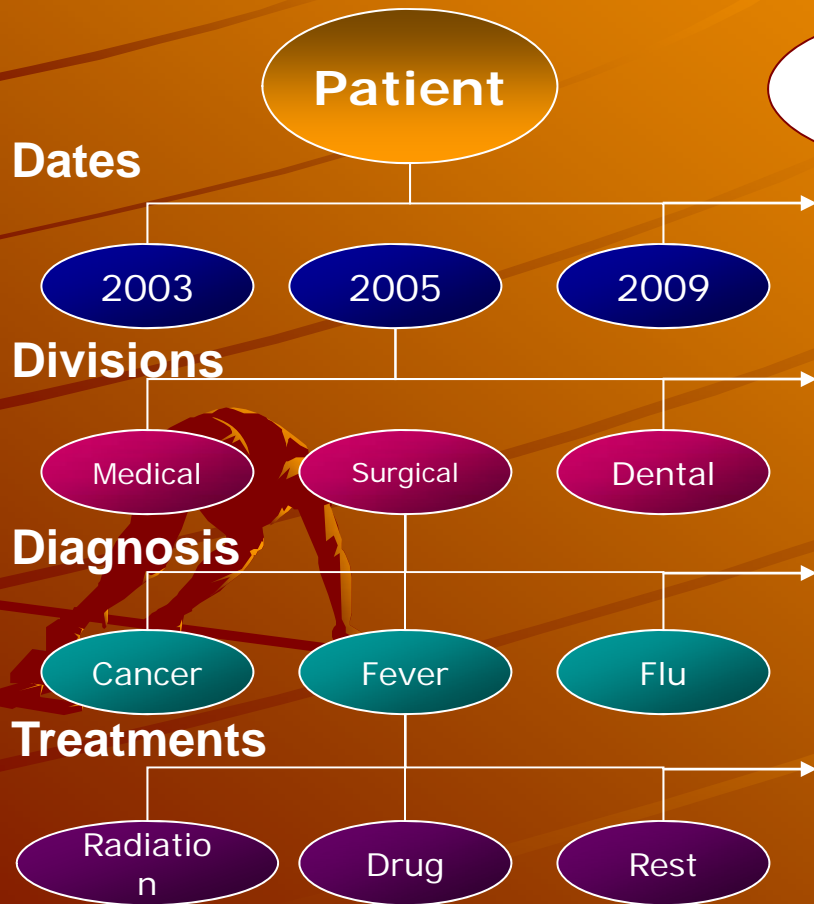 Patient
Dates
2003 2005 2009
Divisions
Medical Surgical Dental
Diagnosis
Cancer Fever Flu
Treatments
Radiatio
n
Drug Rest